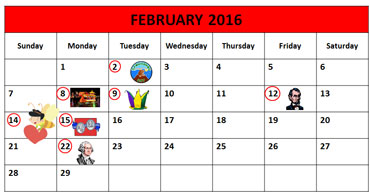 FEBRUARY 2016
Sunday Monday Tuesday Wednesday Thursday Friday Saturday
1 2 3 4 5 6
7 8 9 10 11 12 13
14 15 16 17 18 19 20
21 22 23 24 25 26 27
28 29